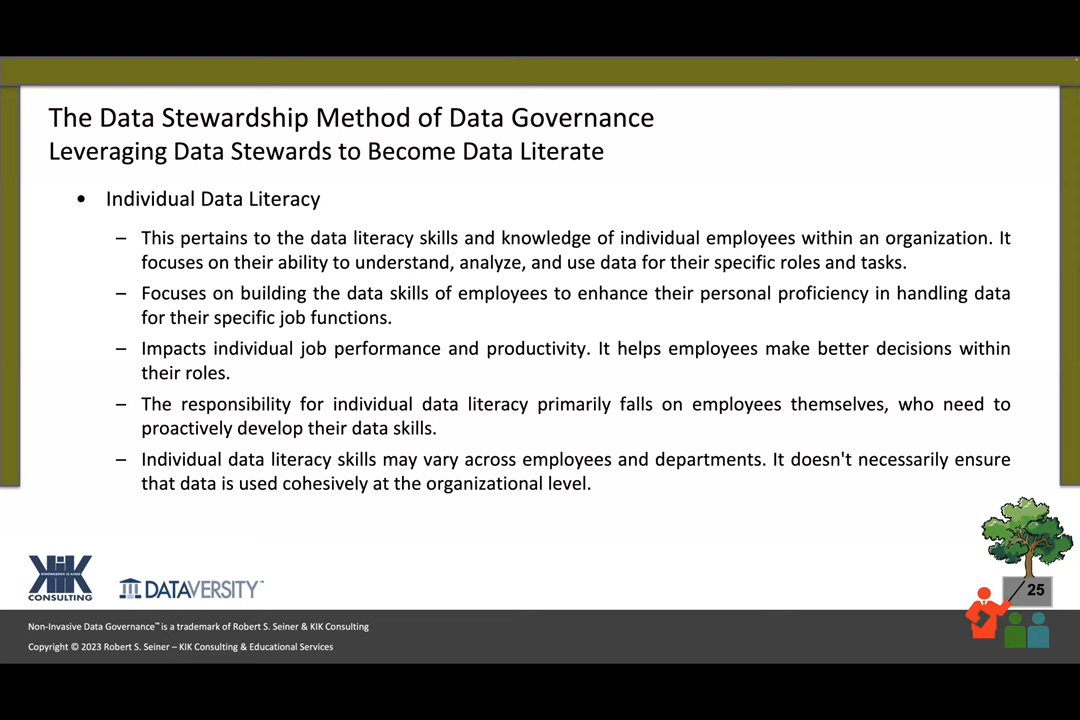 The Data Stewardship Method of Data Governance
Leveraging Data Stewards to Become Data Literate
• Individual Data Literacy
– This pertains to the data literacy skills and knowledge of individual employees within an organization. It
focuses on their ability to understand, analyze, and use data for their specific roles and tasks.
– Focuses on building the data skills of employees to enhance their personal proficiency in handling data
for their specific job functions.
– Impacts individual job performance and productivity. It helps employees make better decisions within
their roles.
– The responsibility for individual data literacy primarily falls on employees themselves, who need to
proactively develop their data skills.
– Individual data literacy skills may vary across employees and departments. It doesn't necessarily ensure
that data is used cohesively at the organizational level.
KIK
KNOWLEDGE IS KING
CONSULTING
DATAVERSITY™
25
Non-Invasive Data Governance™ is a trademark of Robert S. Seiner & KIK Consulting
Copyright © 2023 Robert S. Seiner – KIK Consulting & Educational Services